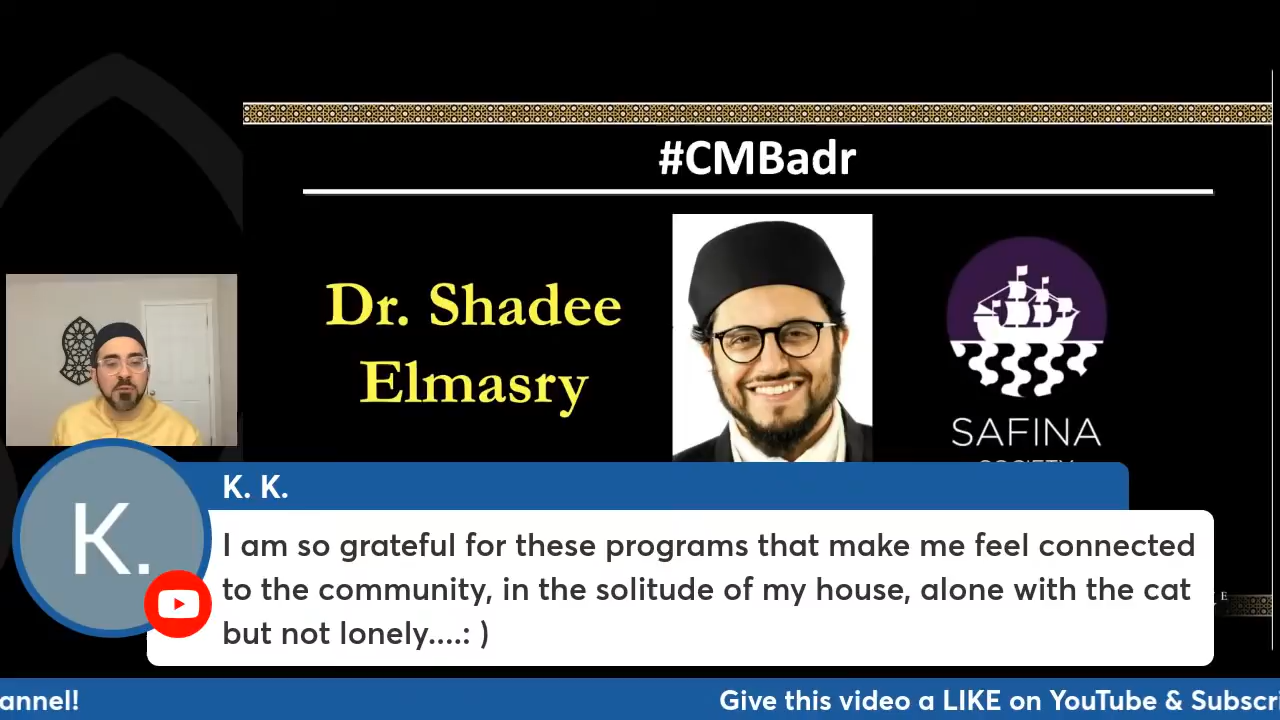 #CMBadr
Dr. Shadee
Elmasry
SAFINA
K. K.
K.
I am so grateful for these programs that make me feel connected
to the community, in the solitude of my house, alone with the cat
but not lonely....: )
annel!
Give this video a LIKE on YouTube & Subscri